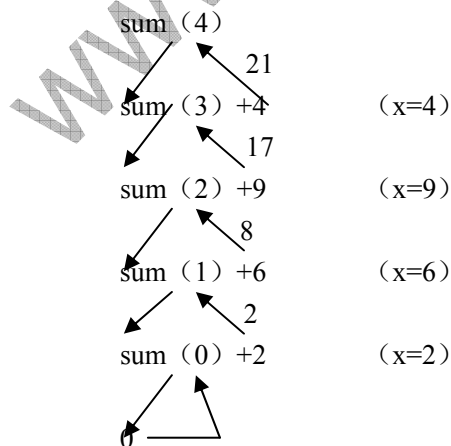 sum（4）
21
sum（3）+4 （x=4）
17
sum（2）+9 （x=9）
8
sum（1）+6 （x=6）
2
sum（0）+2 （x=2）
0